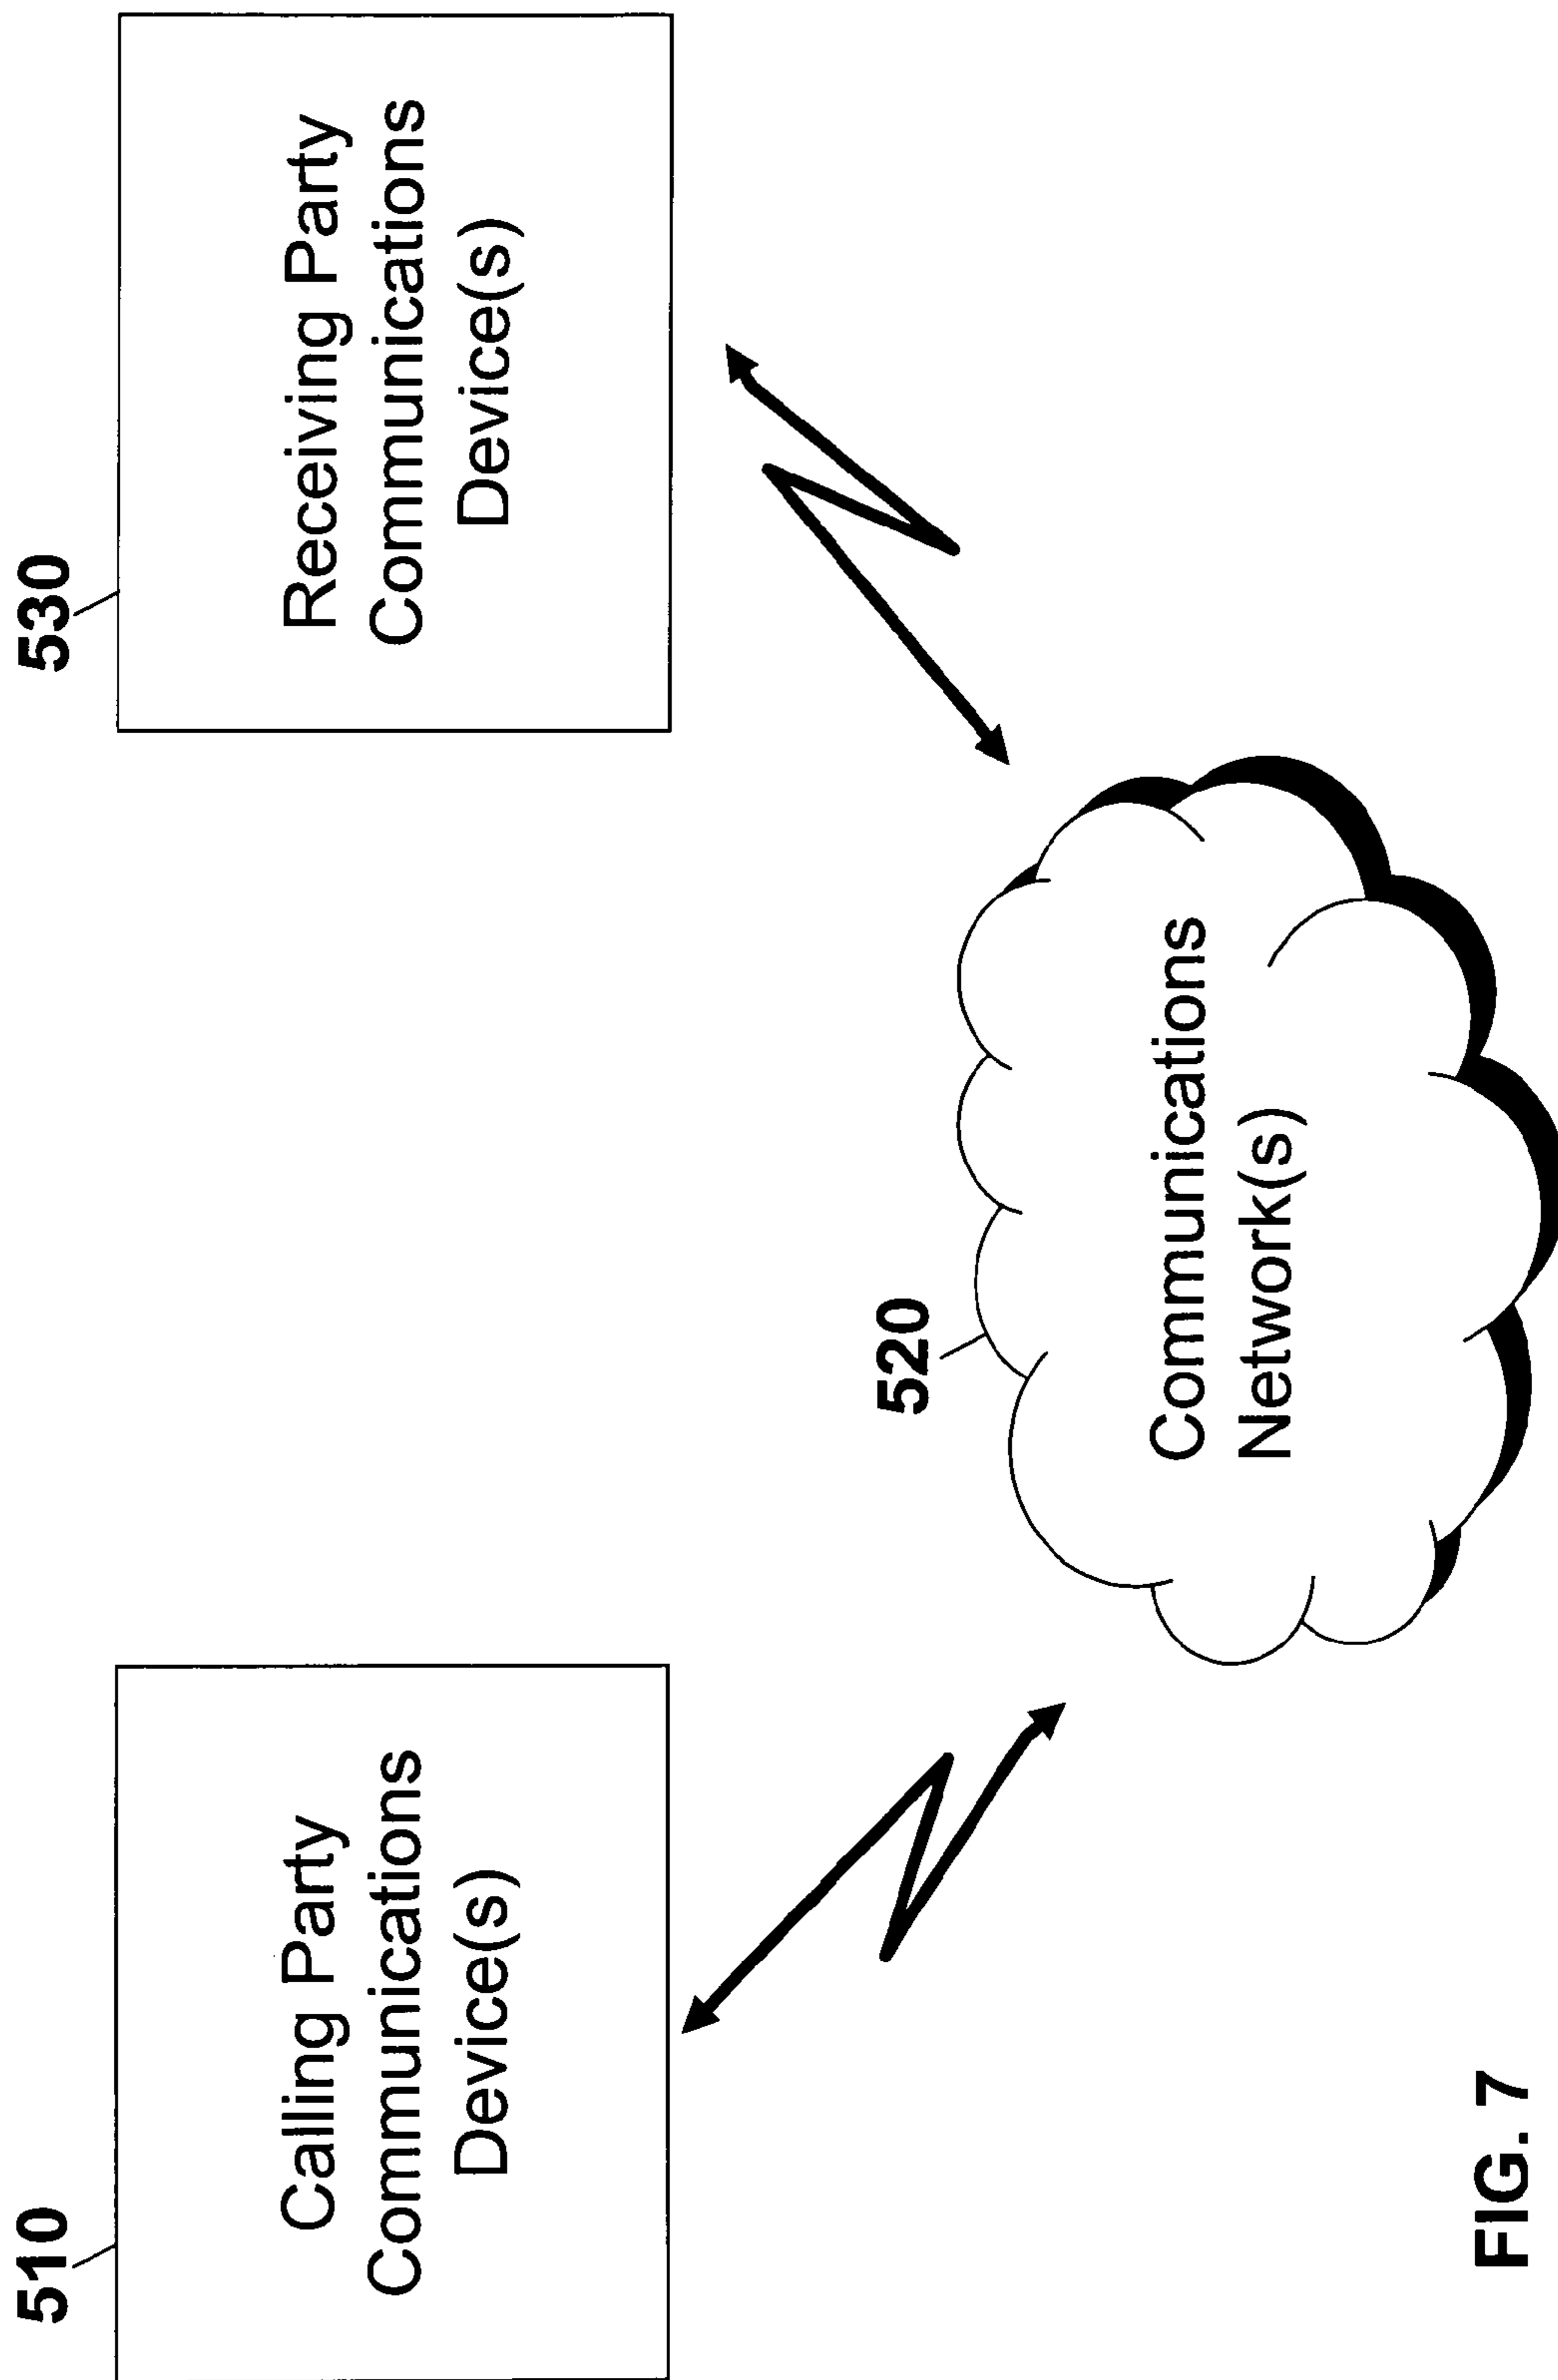 510
Calling Party
Communications
Device(s)
530
Receiving Party
Communications
Device(s)
520
Communications
Network(s)
FIG. 7